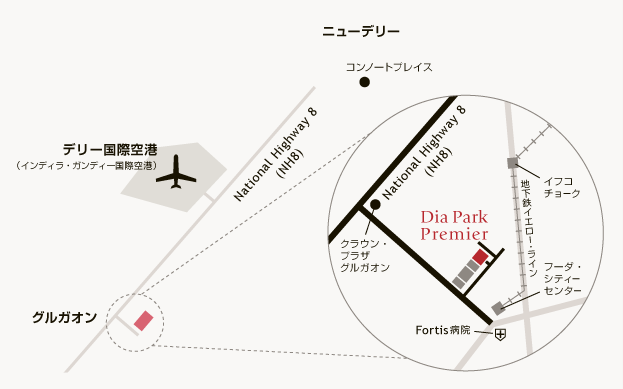 ニューデリー
コンノートプレイス
デリー国際空港
(インディラ・ガンディー国際空港)
National Highway 8
(NH8)
グルガオン
National Highway 8
(NH8)
イフコ
チョーク
地下鉄イエロー・ライン
クラウン・
プラザ
グルガオン
Dia Park
Premier
フーダ・
シティー
センター
Fortis病院